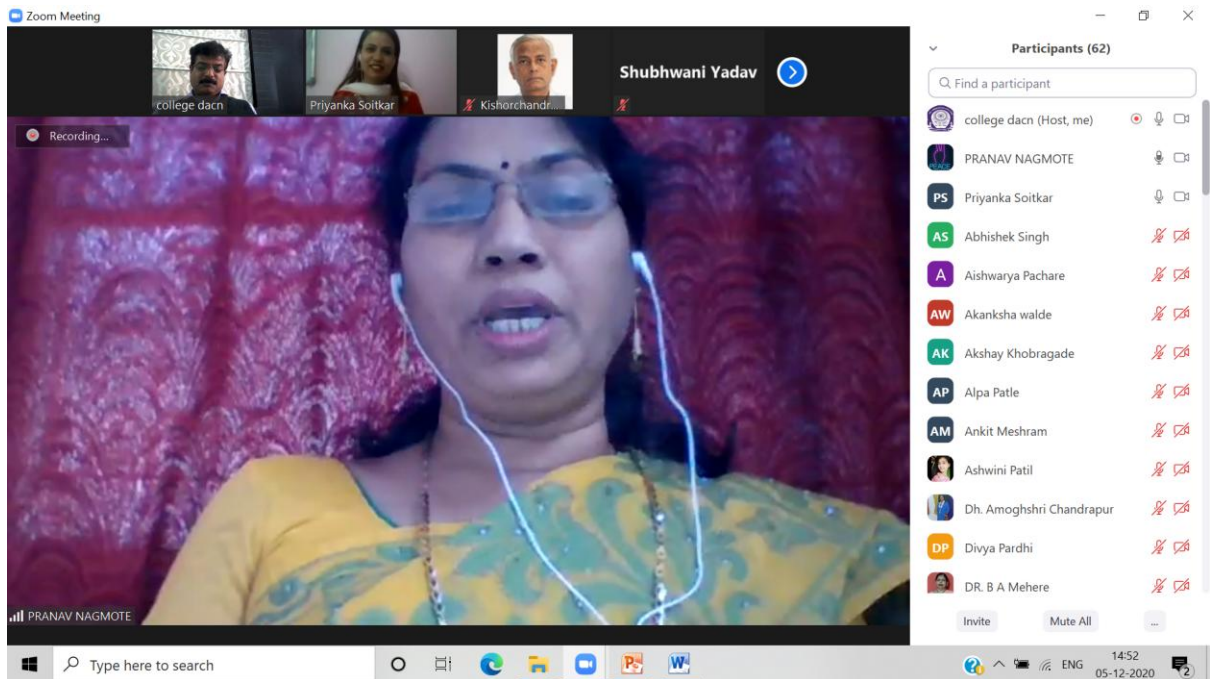 Zoom Meeting
college dacn
Priyanka Soitkar
Kishorchandr...
Shubhwani Yadav
Recording...
PRANAV NAGMOTE
Participants (62)
Find a participant
college dacn (Host, me)
PRANAV NAGMOTE
PS Priyanka Soitkar
AS Abhishek Singh
A Aishwarya Pachare
AW Akanksha walde
AK Akshay Khobragade
AP Alpa Patle
AM Ankit Meshram
Ashwini Patil
Dh. Amoghshri Chandrapur
DP Divya Pardhi
DR. B A Mehere
Invite Mute All ...
Type here to search
ENG
14:52
05-12-2020
2